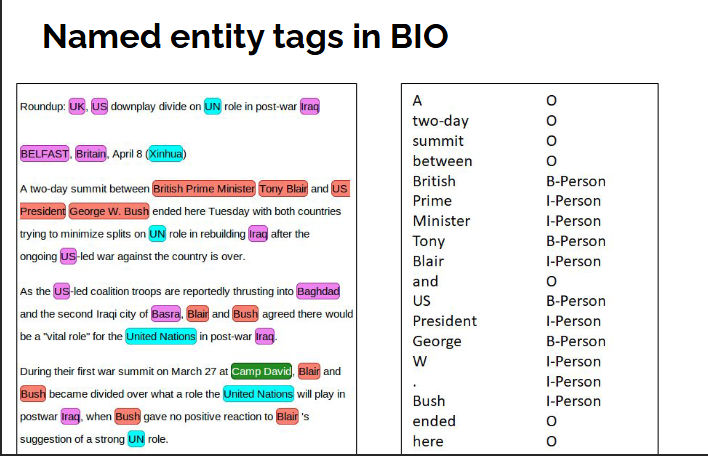 Named entity tags in BIO
Roundup: UK, US downplay divide on UN role in post-war Iraq
BELFAST, Britain, April 8 (Xinhua)
A two-day summit between British Prime Minister Tony Blair and US
President George W. Bush ended here Tuesday with both countries
trying to minimize splits on UN role in rebuilding Iraq after the
ongoing US-led war against the country is over.
As the US-led coalition troops are reportedly thrusting into Baghdad
and the second Iraqi city of Basra, Blair and Bush agreed there would
be a "vital role" for the United Nations in post-war Iraq.
During their first war summit on March 27 at Camp David, Blair and
Bush became divided over what a role the United Nations will play in
postwar Iraq, when Bush gave no positive reaction to Blair 's
suggestion of a strong UN role.
A O
two-day O
summit O
between O
British B-Person
Prime I-Person
Minister I-Person
Tony B-Person
Blair I-Person
and O
US B-Person
President I-Person
George B-Person
W I-Person
. I-Person
Bush I-Person
ended O
here O